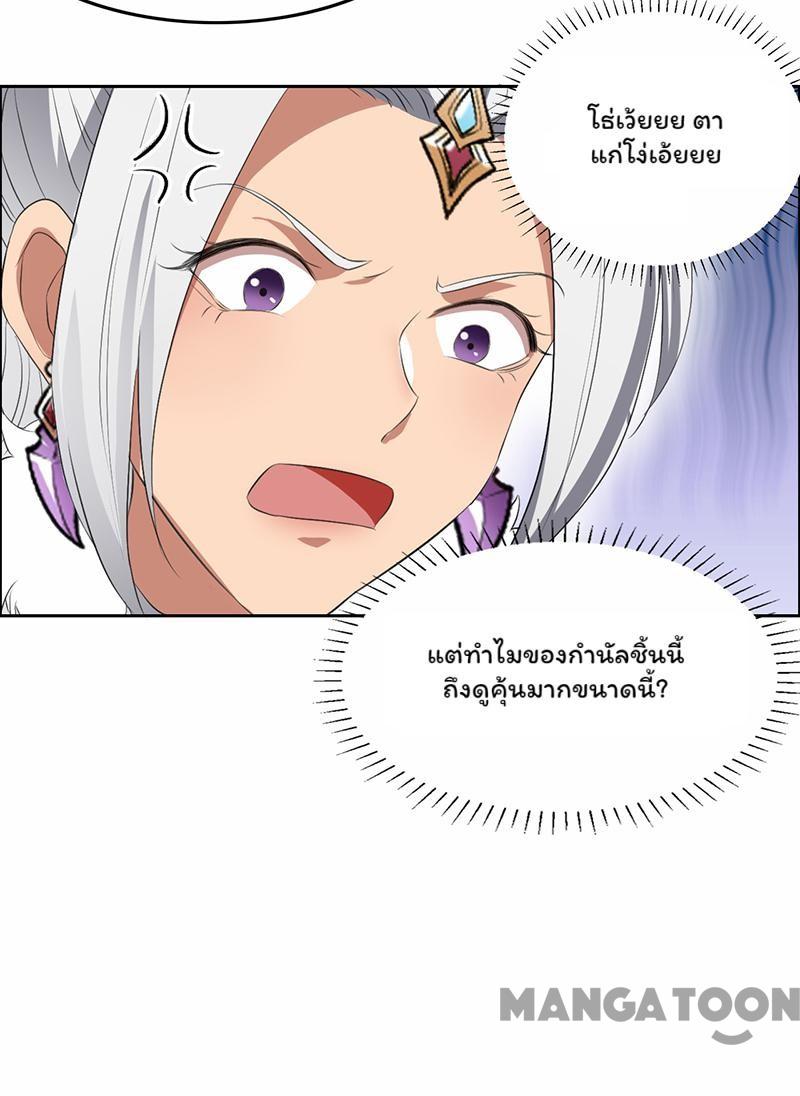 โธ่เว้ยยย ตา
แก่โง่เอ้ยยย
แต่ทำไมของกำนัลชิ้นนี้
ถึงดูคุ้นมากขนาดนี้?
MANGATOON